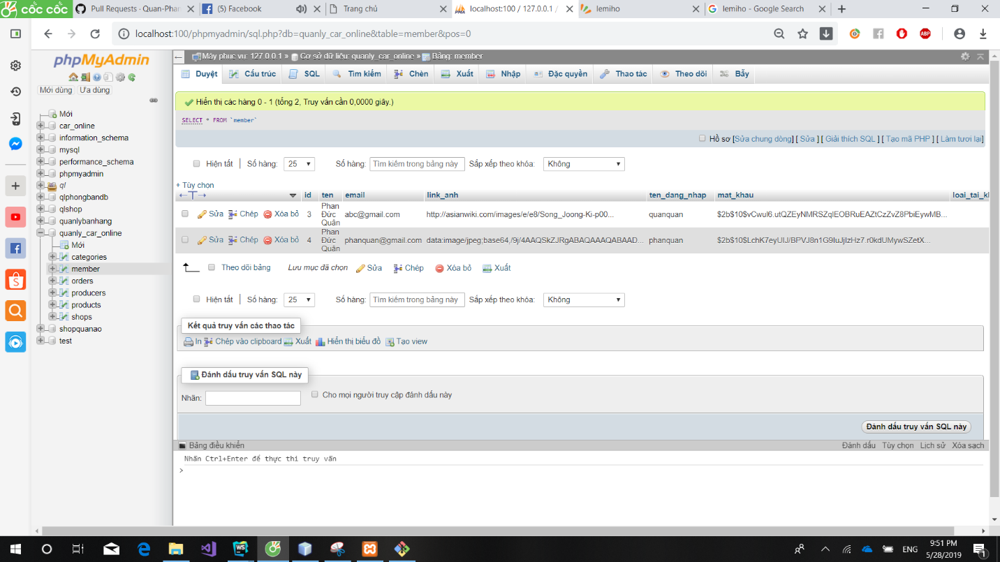 cốc cốc
Pull Requests · Quan-Phan
(5) Facebook
Trang chủ
localhost:100 / 127.0.0.1 /
lemiho
lemiho - Google Search
localhost:100/phpmyadmin/sql.php?db=quanly_car_online&table=member&pos=0
ABP
phpMyAdmin
Mới dùng Ưa dùng
Mới
car_online
information_schema
mysql
performance_schema
phpmyadmin
ql
qlphongbandb
qlshop
quanlybanhang
quanly_car_online
Mới
categories
member
orders
producers
products
shops
shopquanao
test
Máy phục vụ: 127.0.0.1 » Cơ sở dữ liệu: quanly_car_online » Bảng: member
Duyệt Cấu trúc SQL Tìm kiếm Chèn Xuất Nhập Đặc quyền Thao tác Theo dõi Bẫy
Hiển thị các hàng 0 - 1 (tổng 2, Truy vấn cần 0,0000 giây.)
SELECT * FROM `member`
Hồ sơ [Sửa chung dòng] [ Sửa ] [ Giải thích SQL ] [ Tạo mã PHP ] [ Làm tươi lại]
Hiện tất | Số hàng: 25 Số hàng: Tìm kiếm trong bảng này Sắp xếp theo khóa: Không
+ Tùy chọn
←T→ id ten email link_anh ten_dang_nhap mat_khau loai_tai_kl
Sửa Chép Xóa bỏ 3 Phan Đức Quân abc@gmail.com http://asianwiki.com/images/e/e8/Song_Joong-Ki-p00... quanquan $2b$10$vCwul6.utQZEyNMRSZqlEOBRuEAZtCzZvZ8PbiEywMB...
Sửa Chép Xóa bỏ 4 Phan Đức Quân phanquan@gmail.com data:image/jpeg;base64,/9j/4AAQSkZJRgABAQAAAQABAAD... phanquan $2b$10$LchK7eyUIJ/BPVJ8n1G9IuJjIzHz7.r0kdUMywSZetX...
Theo dõi bảng Lưu mục đã chọn Sửa Chép Xóa bỏ Xuất
Hiện tất | Số hàng: 25 Số hàng: Tìm kiếm trong bảng này Sắp xếp theo khóa: Không
Kết quả truy vấn các thao tác
In Chép vào clipboard Xuất Hiển thị biểu đồ Tạo view
Đánh dấu truy vấn SQL này
Nhãn: Cho mọi người truy cập đánh dấu này
Đánh dấu truy vấn SQL này
Bảng điều khiển Đánh dấu Tùy chọn Lịch sử Xóa sạch
Nhấn Ctrl+Enter để thực thi truy vấn
>
WS
ENG
9:51 PM
5/28/2019
1